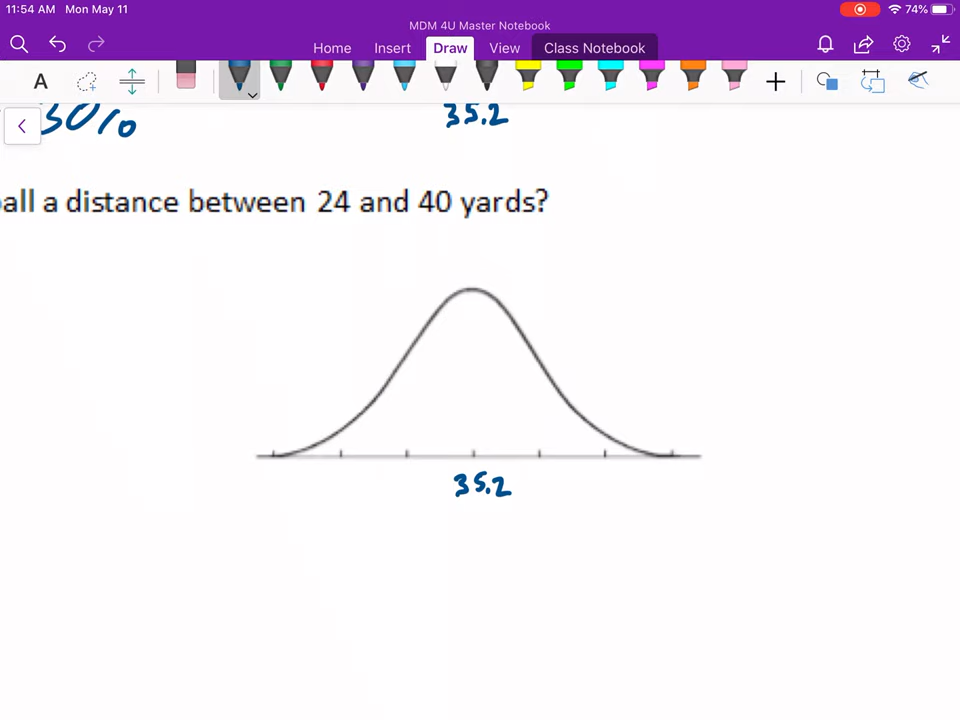 11:54 AM Mon May 11
74%
MDM 4U Master Notebook
Home Insert Draw View Class Notebook
A
30%
35.2
all a distance between 24 and 40 yards?
35.2